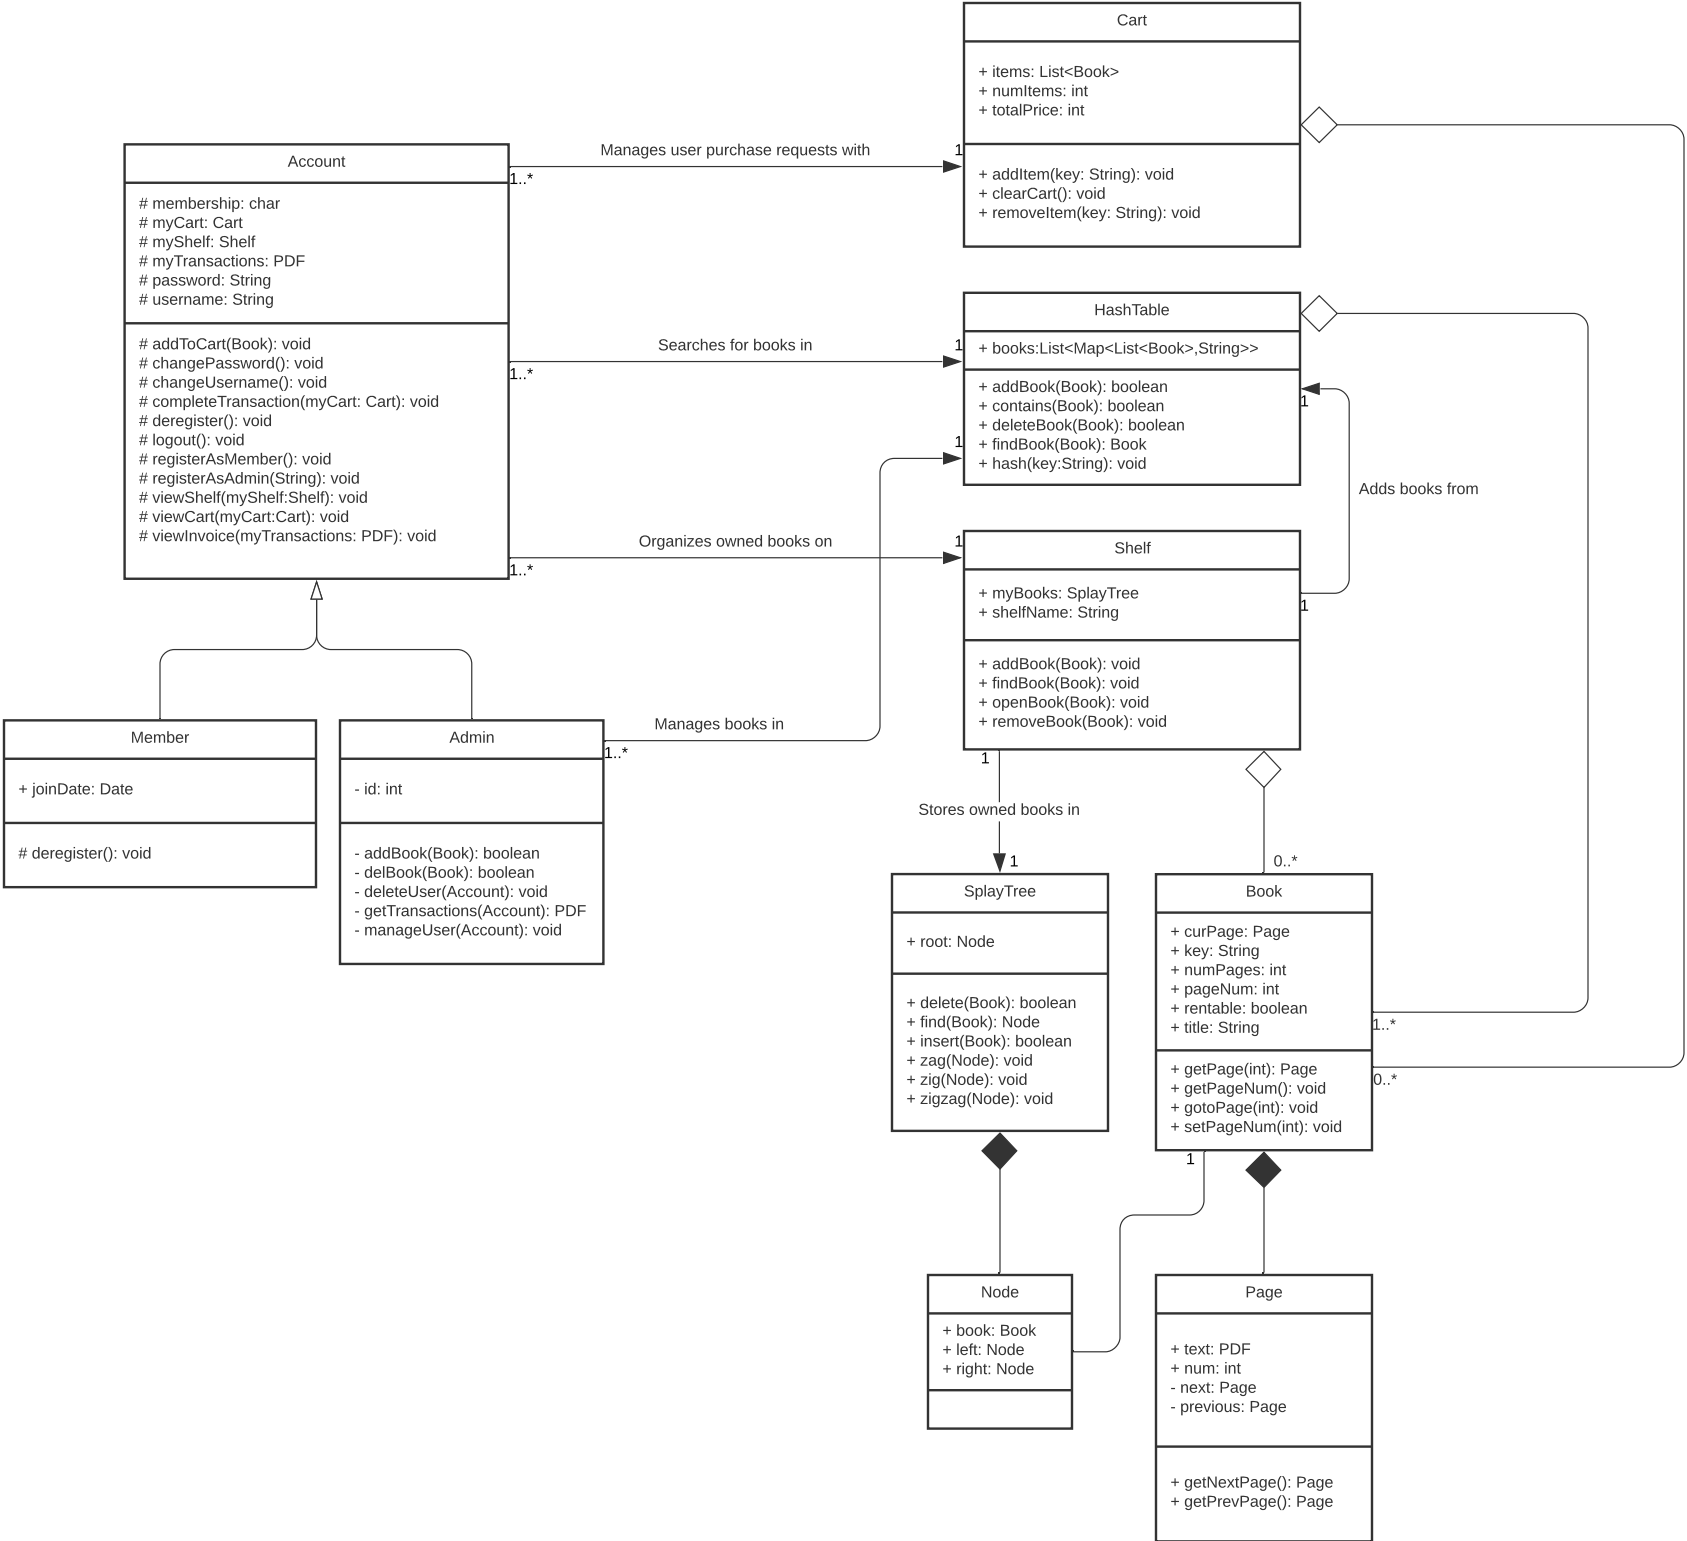 Cart
+ items: List<Book>
+ numItems: int
+ totalPrice: int
+ addItem(key: String): void
+ clearCart(): void
+ removeItem(key: String): void
Manages user purchase requests with
1
1..*
Account
# membership: char
# myCart: Cart
# myShelf: Shelf
# myTransactions: PDF
# password: String
# username: String
# addToCart(Book): void
# changePassword(): void
# changeUsername(): void
# completeTransaction(myCart: Cart): void
# deregister(): void
# logout(): void
# registerAsMember(): void
# registerAsAdmin(String): void
# viewShelf(myShelf:Shelf): void
# viewCart(myCart:Cart): void
# viewInvoice(myTransactions: PDF): void
Searches for books in
1
1..*
HashTable
+ books:List<Map<List<Book>,String>>
+ addBook(Book): boolean
+ contains(Book): boolean
+ deleteBook(Book): boolean
+ findBook(Book): Book
+ hash(key:String): void
1
1
Adds books from
1
Organizes owned books on
1
1..*
Shelf
+ myBooks: SplayTree
+ shelfName: String
+ addBook(Book): void
+ findBook(Book): void
+ openBook(Book): void
+ removeBook(Book): void
Member
+ joinDate: Date
# deregister(): void
Admin
- id: int
- addBook(Book): boolean
- delBook(Book): boolean
- deleteUser(Account): void
- getTransactions(Account): PDF
- manageUser(Account): void
Manages books in
1..*
1
Stores owned books in
1
0..*
SplayTree
+ root: Node
+ delete(Book): boolean
+ find(Book): Node
+ insert(Book): boolean
+ zag(Node): void
+ zig(Node): void
+ zigzag(Node): void
Book
+ curPage: Page
+ key: String
+ numPages: int
+ pageNum: int
+ rentable: boolean
+ title: String
+ getPage(int): Page
+ getPageNum(): void
+ gotoPage(int): void
+ setPageNum(int): void
1..*
0..*
1
Node
+ book: Book
+ left: Node
+ right: Node
Page
+ text: PDF
+ num: int
- next: Page
- previous: Page
+ getNextPage(): Page
+ getPrevPage(): Page